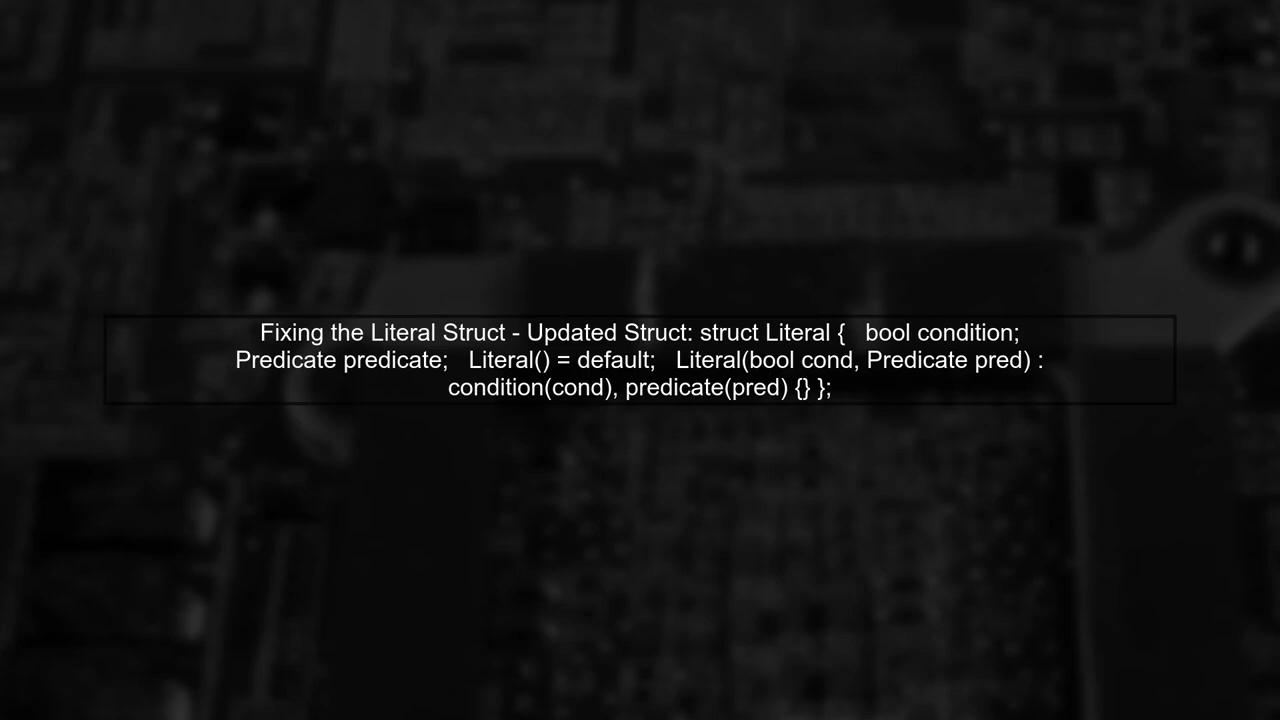 Fixing the Literal Struct - Updated Struct: struct Literal {   bool condition;
Predicate predicate;   Literal() = default;   Literal(bool cond, Predicate pred) :
condition(cond), predicate(pred) {} };